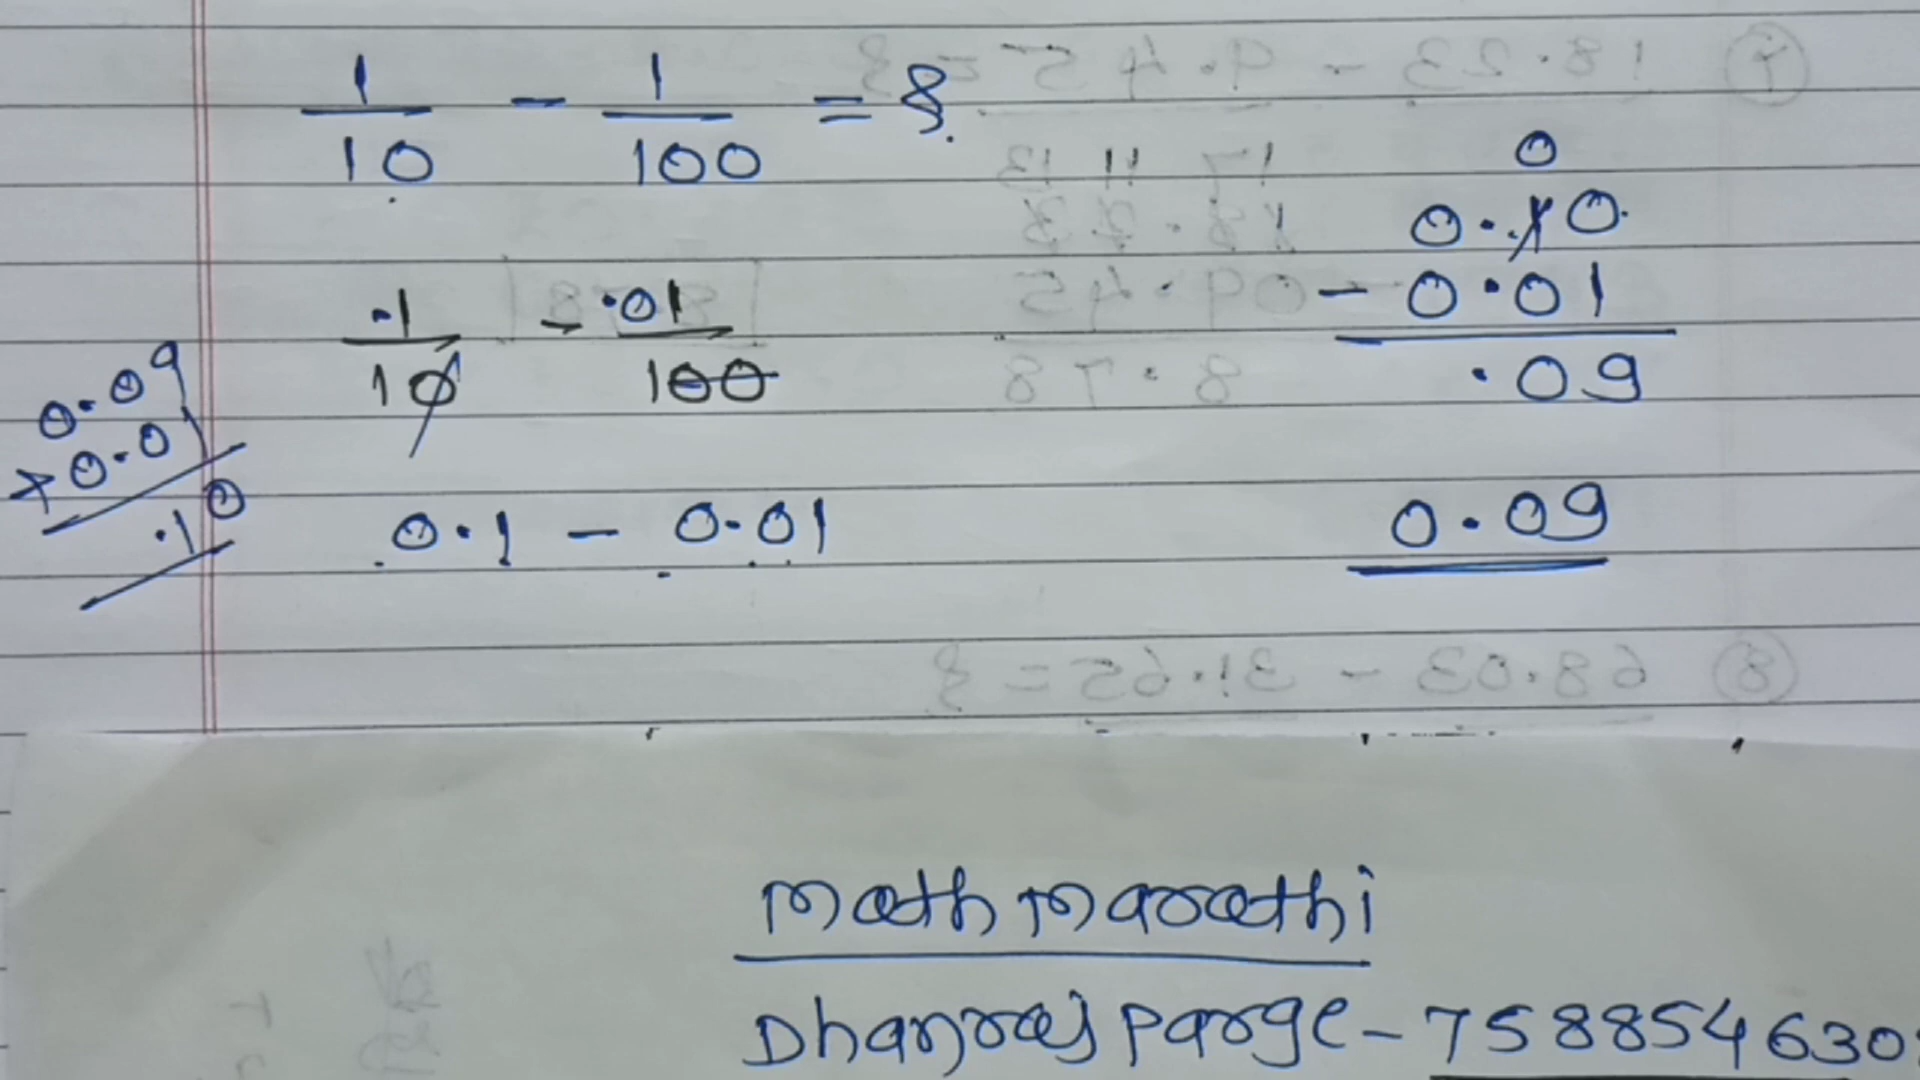 1/10 - 1/100 = ?
.1/10 - .01/100
0.1 - 0.01
0
0.10
- 0.01
.09
0.09
0.09
+ 0.01
.10
math marathi
Dhanraj Parge - 758854630